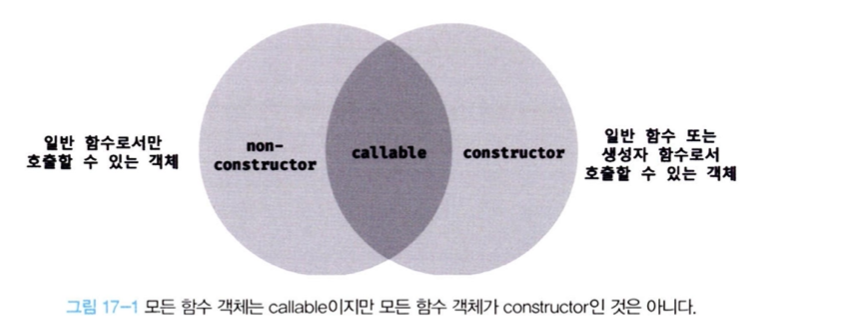 일반 함수로서만
호출할 수 있는 객체
non-
constructor
callable
constructor
일반 함수 또는
생성자 함수로서
호출할 수 있는 객체
그림 17-1 모든 함수 객체는 callable이지만 모든 함수 객체가 constructor인 것은 아니다.